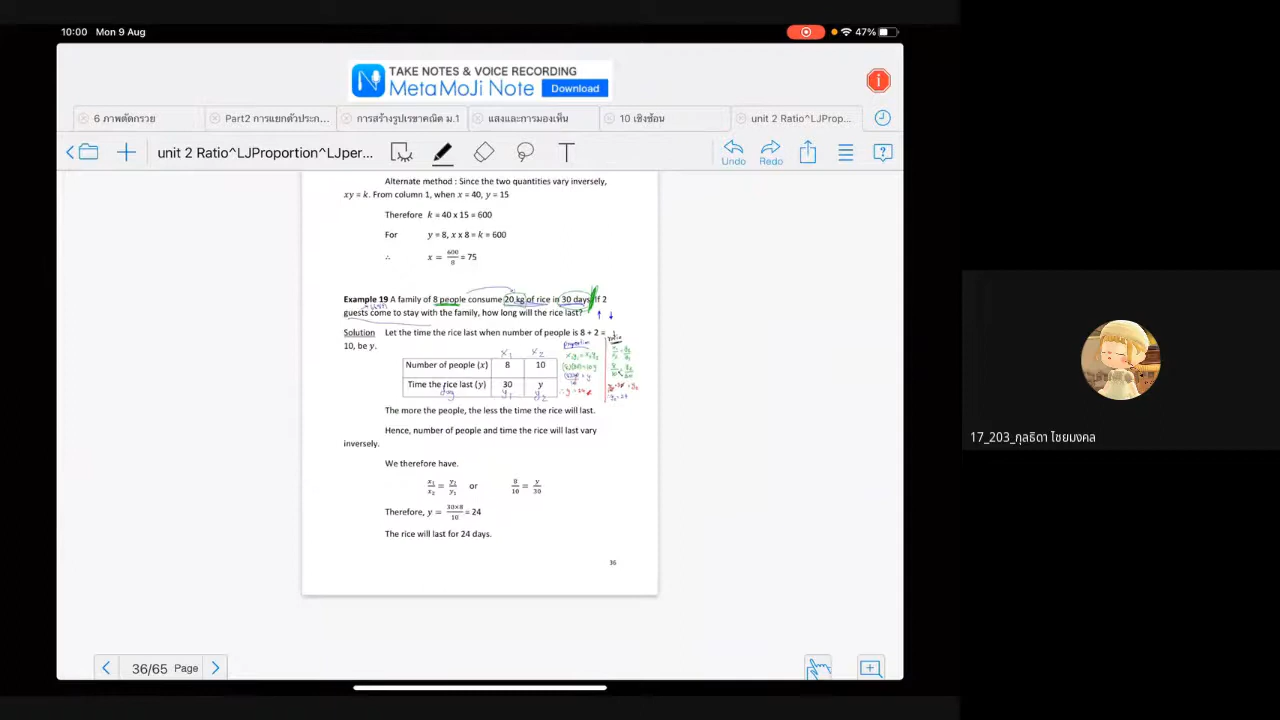 10:00 Mon 9 Aug
47%
TAKE NOTES & VOICE RECORDING
MetaMoJi Note Download
6 ภาพตัดกรวย
Part2 การแยกตัวประก...
การสร้างรูปเรขาคณิต ม.1
แสงและการมองเห็น
10 เชิงซ้อน
unit 2 Ratio^LJProp...
unit 2 Ratio^LJProportion^LJper...
T
Undo
Redo
Alternate method : Since the two quantities vary inversely,
xy = k. From column 1, when x = 40, y = 15
Therefore k = 40 x 15 = 600
For y = 8, x x 8 = k = 600
∴ x = 600/8 = 75
Example 19 A family of 8 people consume 20 kg of rice in 30 days. If 2
guests come to stay with the family, how long will the rice last?
Solution Let the time the rice last when number of people is 8 + 2 =
10, be y.
x₁ x₂
Number of people (x) 8 10
Time the rice last (y) 30 y
day y₁ y₂
Proportion
x₁y₁ = x₂y₂
(8)(30) = 10y
∴ y = 24
The more the people, the less the time the rice will last.
Hence, number of people and time the rice will last vary
inversely.
We therefore have.
x₁/x₂ = y₂/y₁ or 8/10 = y/30
Therefore, y = 30×8/10 = 24
The rice will last for 24 days.
36
36/65 Page
17_203_กุลธิดา ไชยมงคล